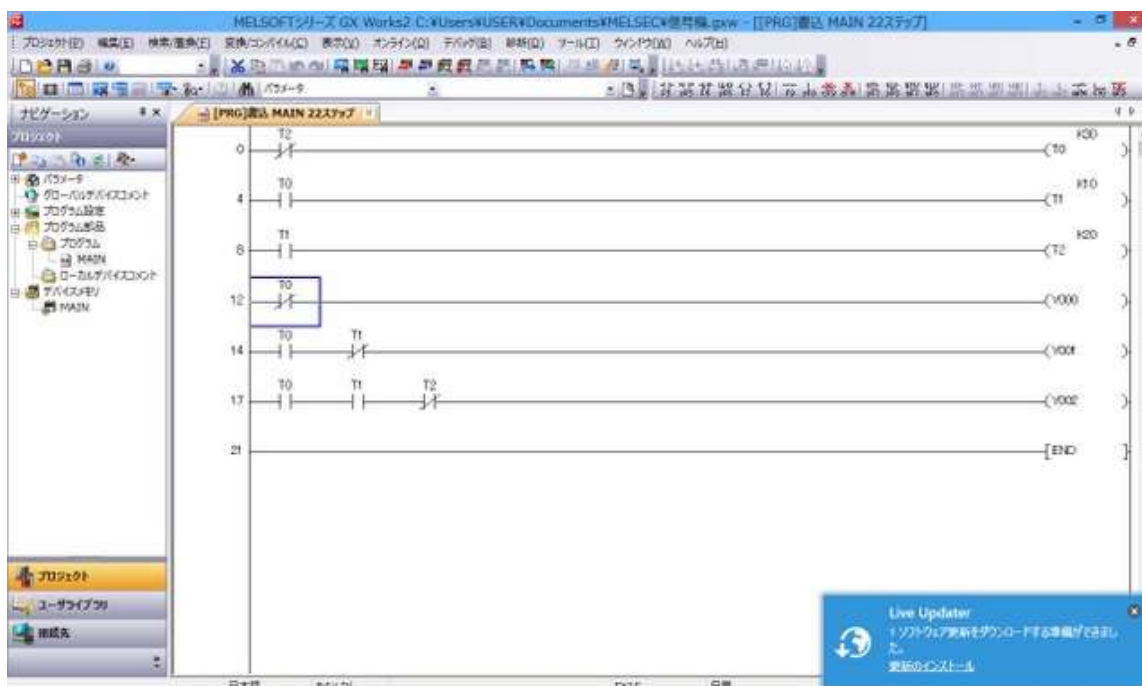 MELSOFTシリーズ GX Works2 C:¥Users¥USER¥Documents¥MELSEC¥信号機.gxw - [[PRG]書込 MAIN 22ステップ]
プロジェクト(P) 編集(E) 検索/置換(F) 変換/コンパイル(C) 表示(V) オンライン(O) デバッグ(B) 診断(D) ツール(T) ウィンドウ(W) ヘルプ(H)
パラメータ
ナビゲーション
[PRG]書込 MAIN 22ステップ
プロジェクト
パラメータ
グローバルデバイスコメント
プログラム設定
プログラム部品
プログラム
MAIN
ローカルデバイスコメント
デバイスメモリ
MAIN
T2 K30
0 T0
T0 K10
4 T1
T1 K20
8 T2
T0
12 Y000
T0 T1
14 Y001
T0 T1 T2
17 Y002
21 END
プロジェクト
ユーザライブラリ
接続先
Live Updater
1 ソフトウェア更新をダウンロードする準備ができました。
更新のインストール
日本語